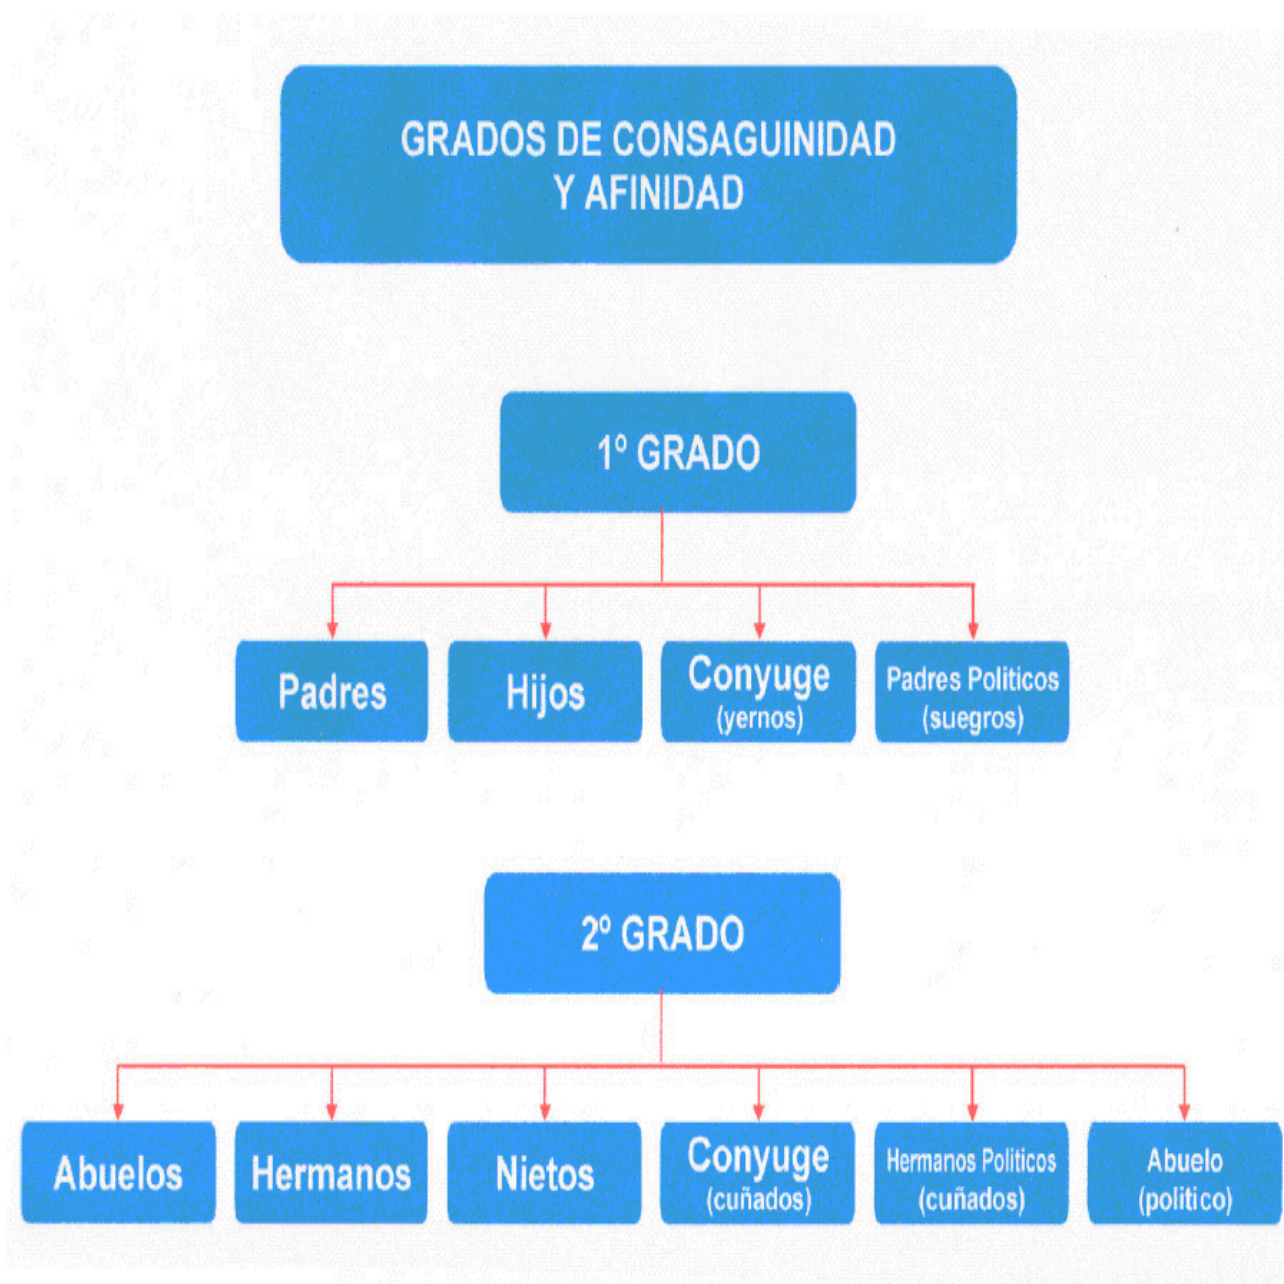 GRADOS DE CONSAGUINIDAD
Y AFINIDAD
1º GRADO
Padres
Hijos
Conyuge
(yernos)
Padres Politicos
(suegros)
2º GRADO
Abuelos
Hermanos
Nietos
Conyuge
(cuñados)
Hermanos Politicos
(cuñados)
Abuelo
(politico)